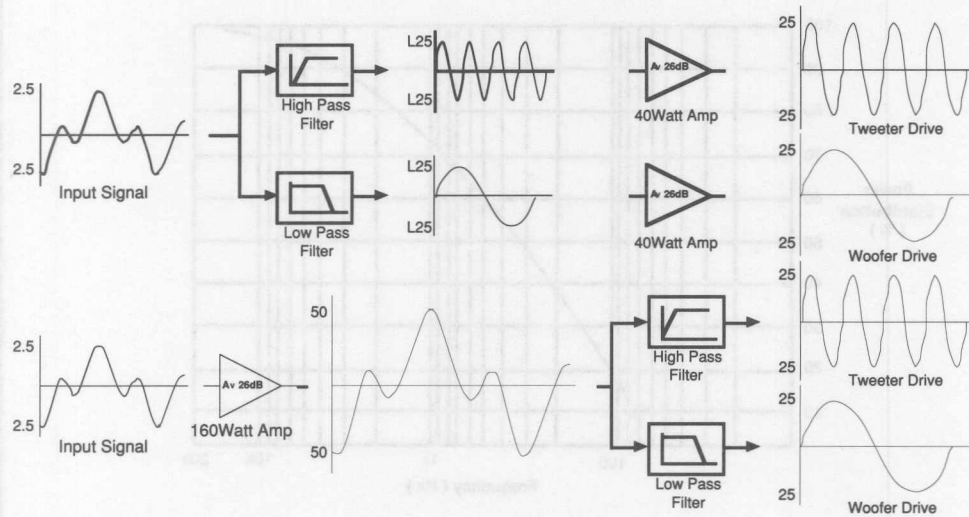 2.5
2.5
Input Signal
High Pass
Filter
L25
L25
Av 26dB
40Watt Amp
25
25
Tweeter Drive
Low Pass
Filter
L25
L25
Av 26dB
40Watt Amp
25
25
Woofer Drive
2.5
2.5
Input Signal
Av 26dB
160Watt Amp
50
50
High Pass
Filter
25
25
Tweeter Drive
Low Pass
Filter
25
25
Woofer Drive